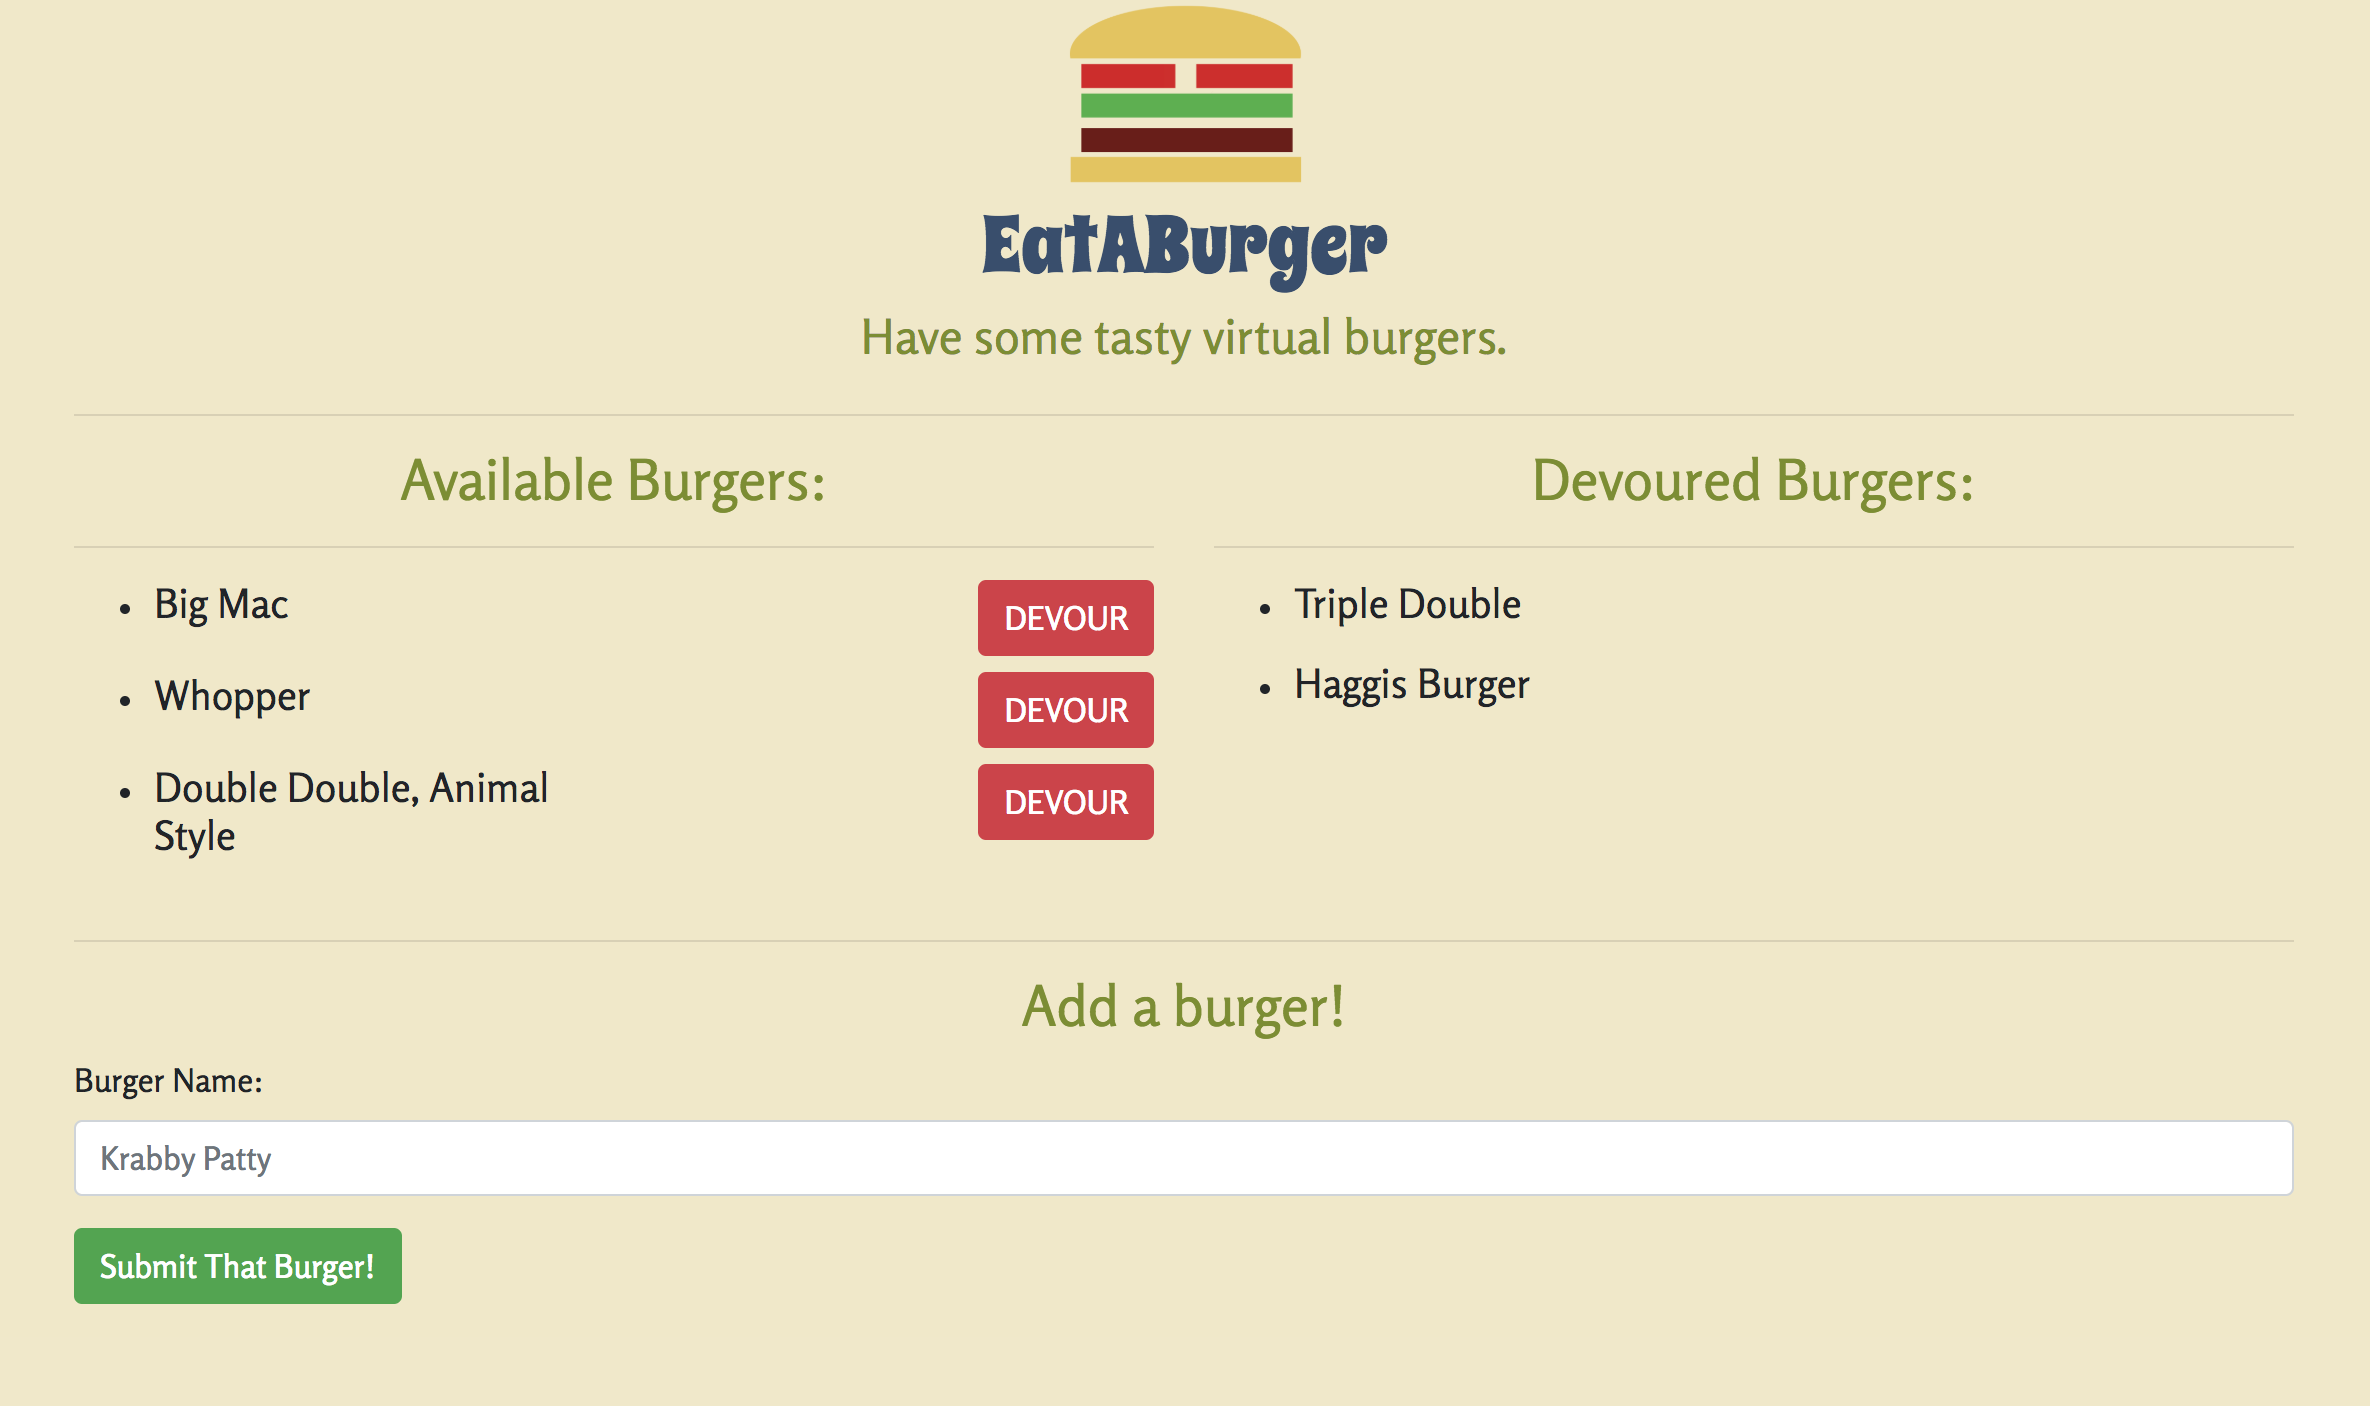 EatABurger
Have some tasty virtual burgers.
Available Burgers:
Big Mac
DEVOUR
Whopper
DEVOUR
Double Double, Animal
Style
DEVOUR
Devoured Burgers:
Triple Double
Haggis Burger
Add a burger!
Burger Name:
Krabby Patty
Submit That Burger!